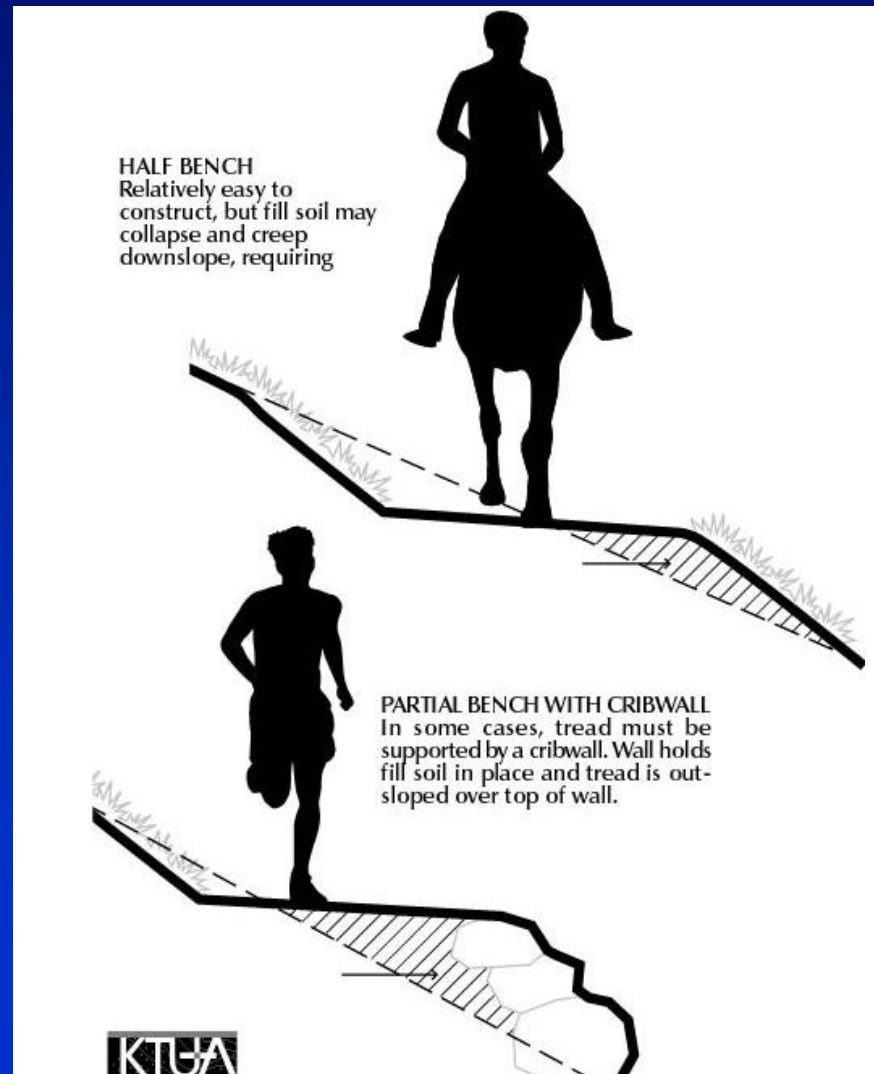 HALF BENCH
Relatively easy to
construct, but fill soil may
collapse and creep
downslope, requiring
PARTIAL BENCH WITH CRIBWALL
In some cases, tread must be
supported by a cribwall. Wall holds
fill soil in place and tread is out-
sloped over top of wall.
KTU+A